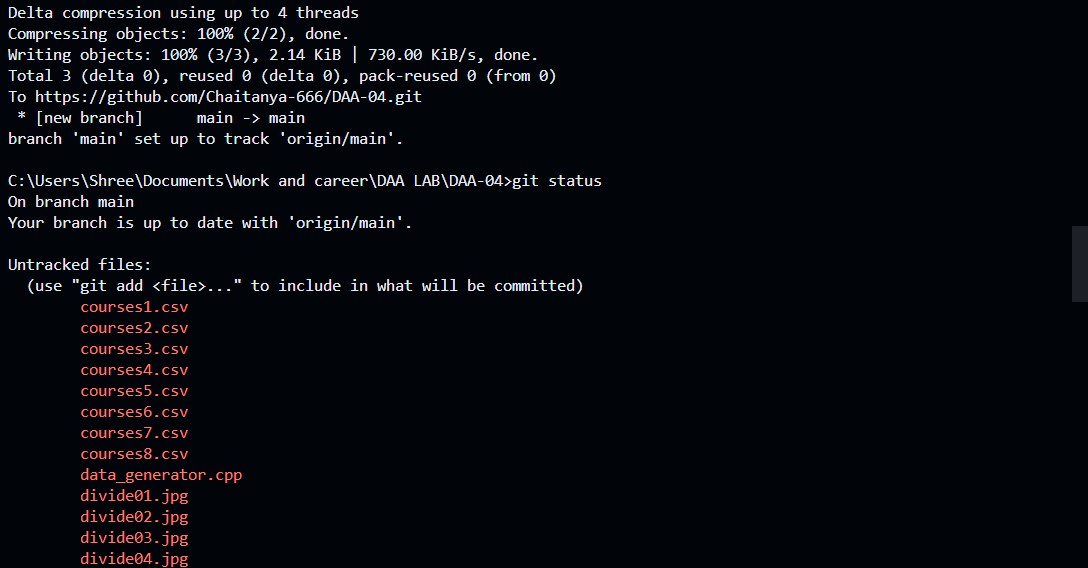 Delta compression using up to 4 threads
Compressing objects: 100% (2/2), done.
Writing objects: 100% (3/3), 2.14 KiB | 730.00 KiB/s, done.
Total 3 (delta 0), reused 0 (delta 0), pack-reused 0 (from 0)
To https://github.com/Chaitanya-666/DAA-04.git
 * [new branch]      main -> main
branch 'main' set up to track 'origin/main'.

C:\Users\Shree\Documents\Work and career\DAA LAB\DAA-04>git status
On branch main
Your branch is up to date with 'origin/main'.

Untracked files:
  (use "git add <file>..." to include in what will be committed)
        courses1.csv
        courses2.csv
        courses3.csv
        courses4.csv
        courses5.csv
        courses6.csv
        courses7.csv
        courses8.csv
        data_generator.cpp
        divide01.jpg
        divide02.jpg
        divide03.jpg
        divide04.jpg